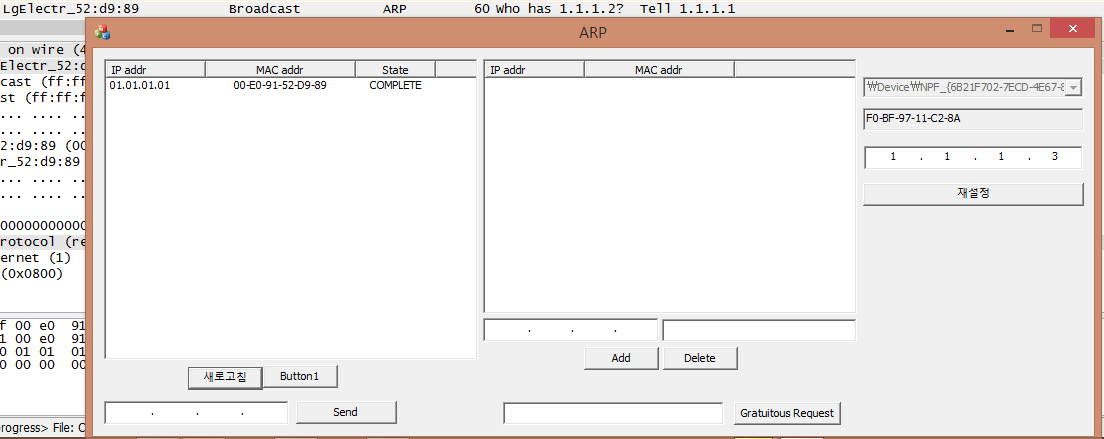 LgElectr_52:d9:89 Broadcast ARP 60 Who has 1.1.1.2? Tell 1.1.1.1
ARP
on wire (4
Electr_52:d
cast (ff:ff:f
st (ff:ff:f
... .... ..
... .... ..
2:d9:89 (00
r_52:d9:89
... .... ..
... .... ..
00000000000
rotocol (re
ernet (1)
(0x0800)
f 00 e0 91
1 00 e0 91
0 01 01 01
0 00 00 00
rogress> File: C
IP addr MAC addr State
01.01.01.01 00-E0-91-52-D9-89 COMPLETE
새로고침 Button1
. . . Send
IP addr MAC addr
. . .
Add Delete
Gratuitous Request
₩Device₩NPF_{6B21F702-7ECD-4E67-8
F0-BF-97-11-C2-8A
1 . 1 . 1 . 3
재설정